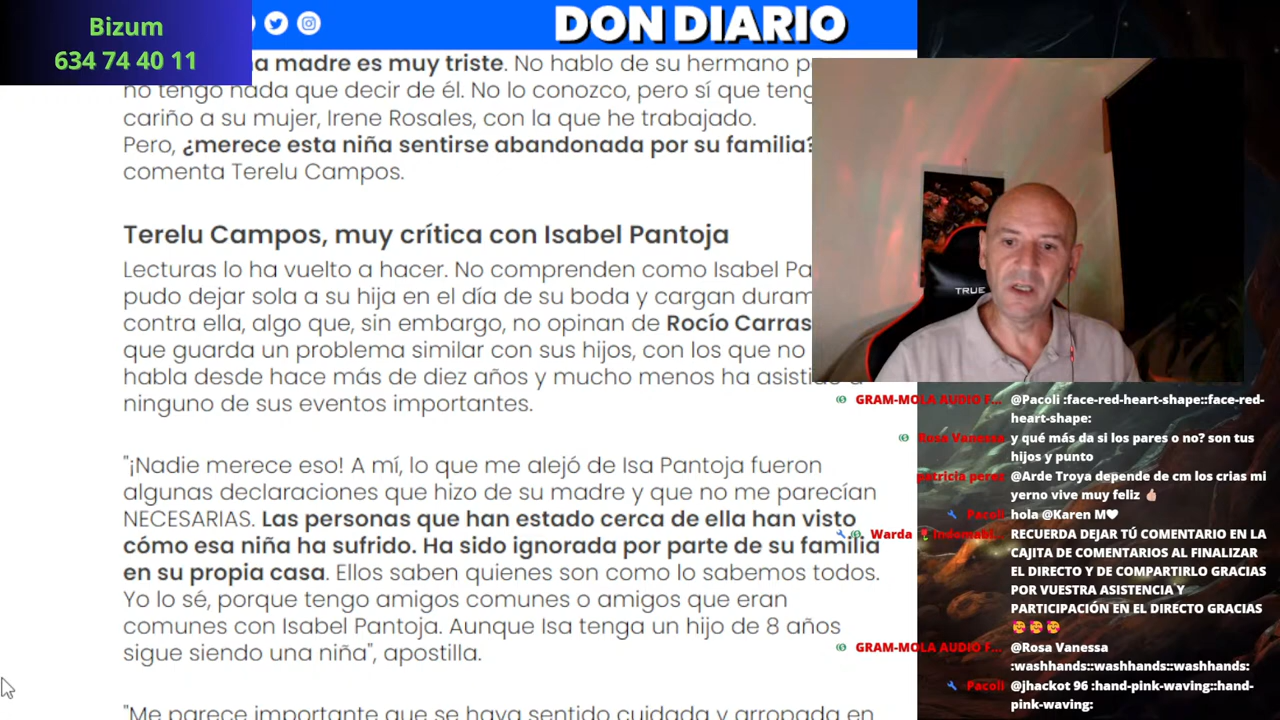 Bizum
634 74 40 11
DON DIARIO
a madre es muy triste. No hablo de su hermano
no tengo nada que decir de él. No lo conozco, pero sí que
cariño a su mujer, Irene Rosales, con la que he trabajado.
Pero, ¿merece esta niña sentirse abandonada por su familia?
comenta Terelu Campos.
Terelu Campos, muy crítica con Isabel Pantoja
Lecturas lo ha vuelto a hacer. No comprenden como Isabel Pa
pudo dejar sola a su hija en el día de su boda y cargan duram
contra ella, algo que, sin embargo, no opinan de Rocío Carras
que guarda un problema similar con sus hijos, con los que no
habla desde hace más de diez años y mucho menos ha asistido a
ninguno de sus eventos importantes.
"¡Nadie merece eso! A mí, lo que me alejó de Isa Pantoja fueron
algunas declaraciones que hizo de su madre y que no me parecían
NECESARIAS. Las personas que han estado cerca de ella han visto
cómo esa niña ha sufrido. Ha sido ignorada por parte de su familia
en su propia casa. Ellos saben quienes son como lo sabemos todos.
Yo lo sé, porque tengo amigos comunes o amigos que eran
comunes con Isabel Pantoja. Aunque Isa tenga un hijo de 8 años
sigue siendo una niña", apostilla.
"Me parece importante que se haya sentido cuidada y arropada en
TRUE
GRAM-MOLA AUDIO F... @Pacoli :face-red-heart-shape::face-red-
heart-shape:
Rosa Vanessa y qué más da si los pares o no? son tus
hijos y punto
patricia perez @Arde Troya depende de cm los crias mi
yerno vive muy feliz 👍🏻
Pacoli hola @Karen M♥
Warda 🌷 Indomabl... RECUERDA DEJAR TÚ COMENTARIO EN LA
CAJITA DE COMENTARIOS AL FINALIZAR
EL DIRECTO Y DE COMPARTIRLO GRACIAS
POR VUESTRA ASISTENCIA Y
PARTICIPACIÓN EN EL DIRECTO GRACIAS
🥰🥰🥰
GRAM-MOLA AUDIO F... @Rosa Vanessa
:washhands::washhands::washhands:
Pacoli @jhackot 96 :hand-pink-waving::hand-
pink-waving: